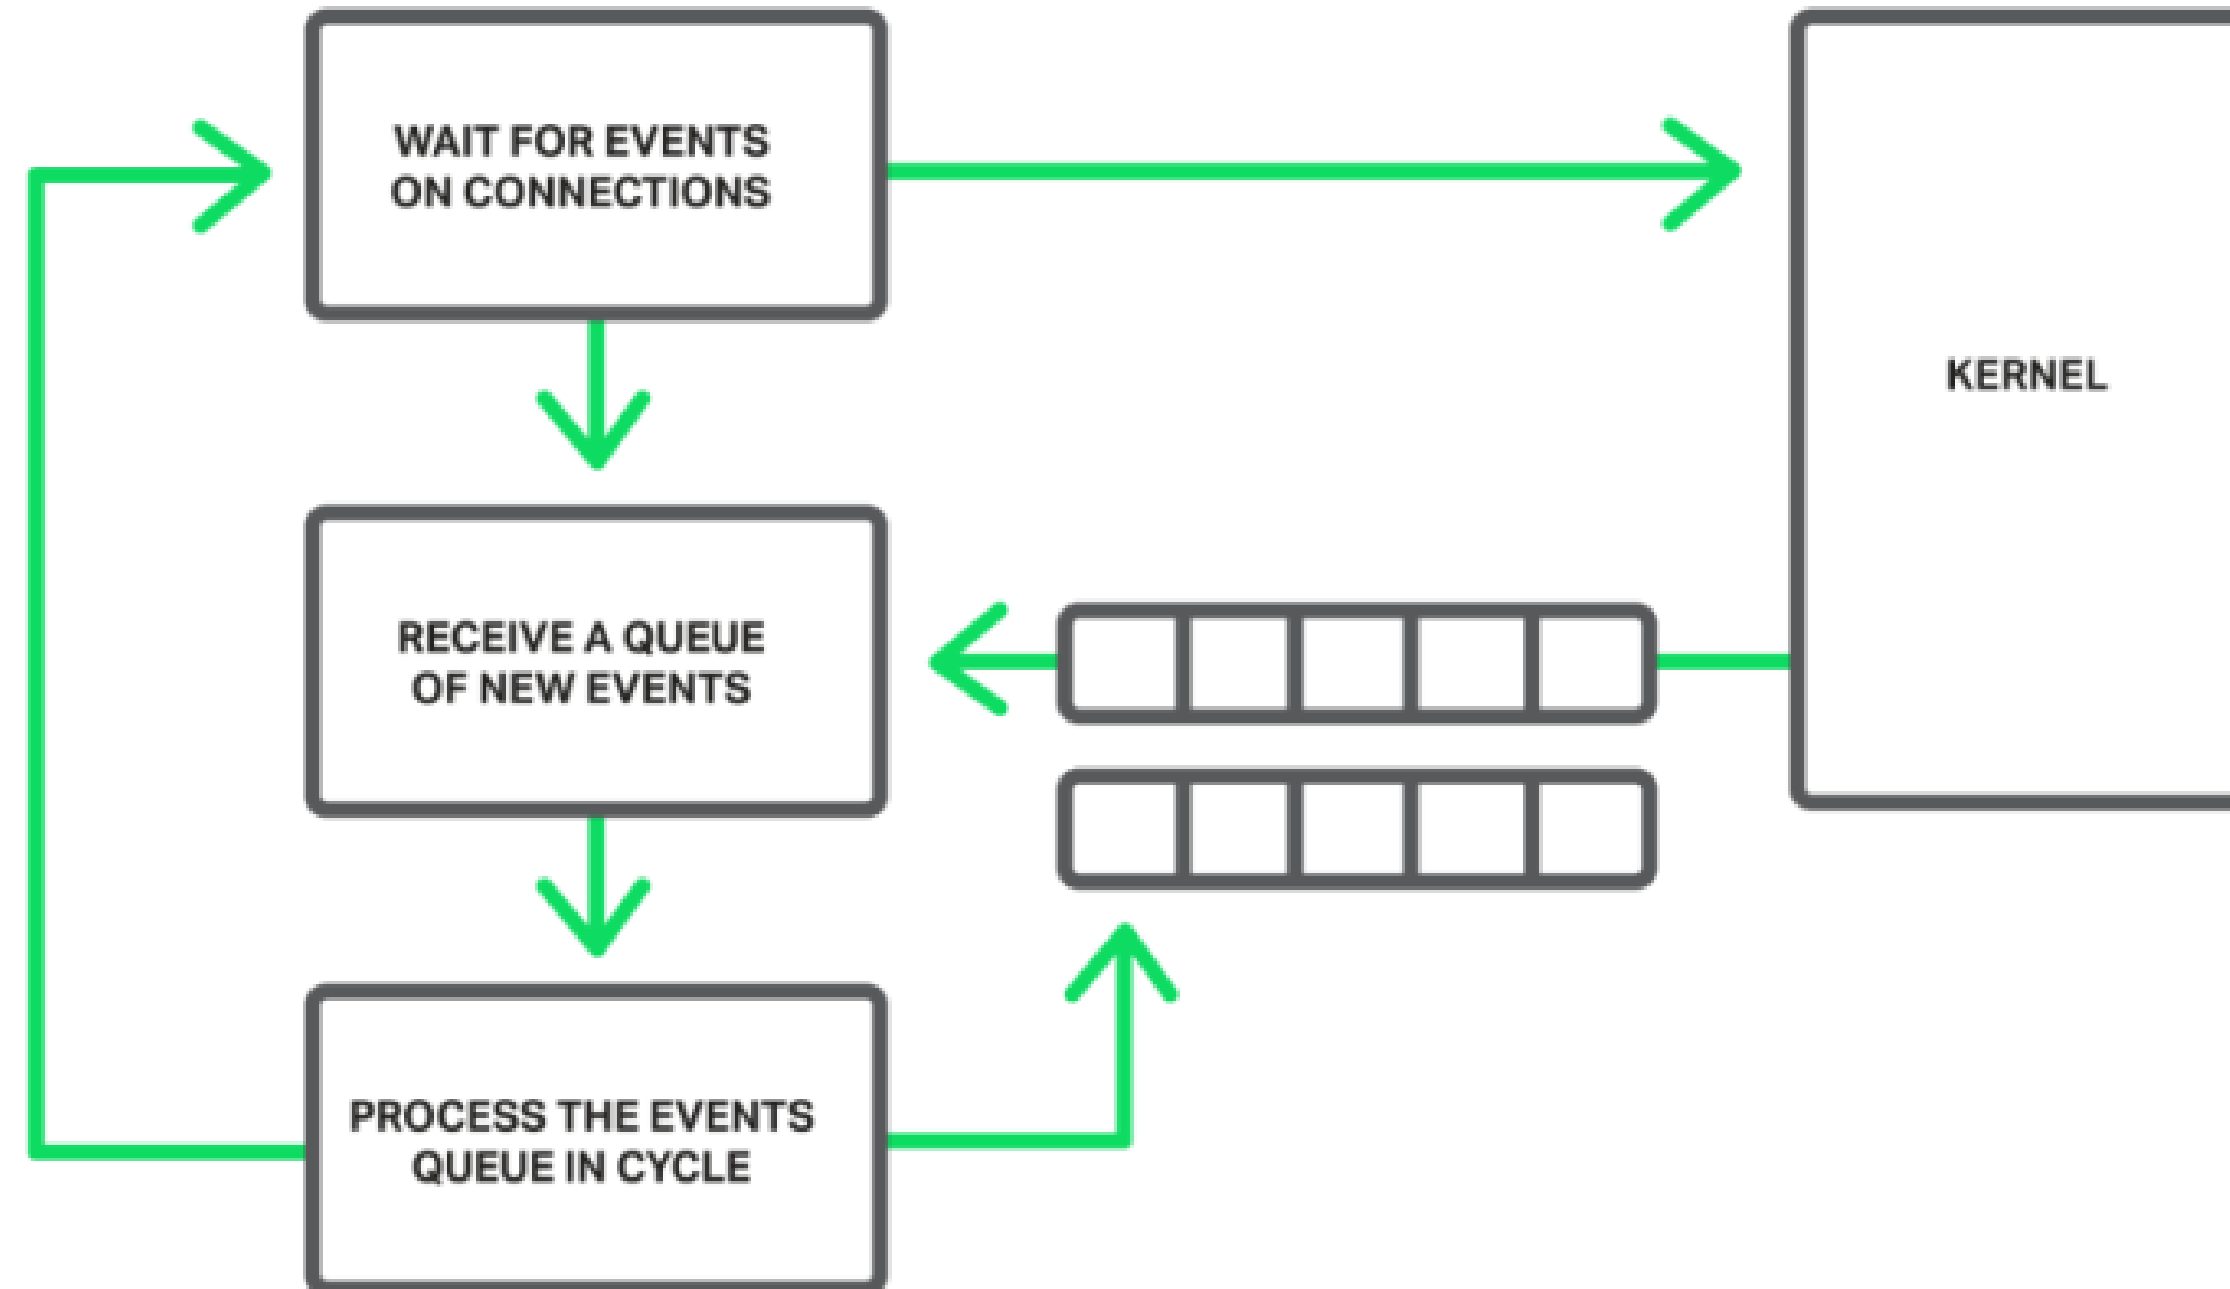 WAIT FOR EVENTS
ON CONNECTIONS
KERNEL
RECEIVE A QUEUE
OF NEW EVENTS
PROCESS THE EVENTS
QUEUE IN CYCLE